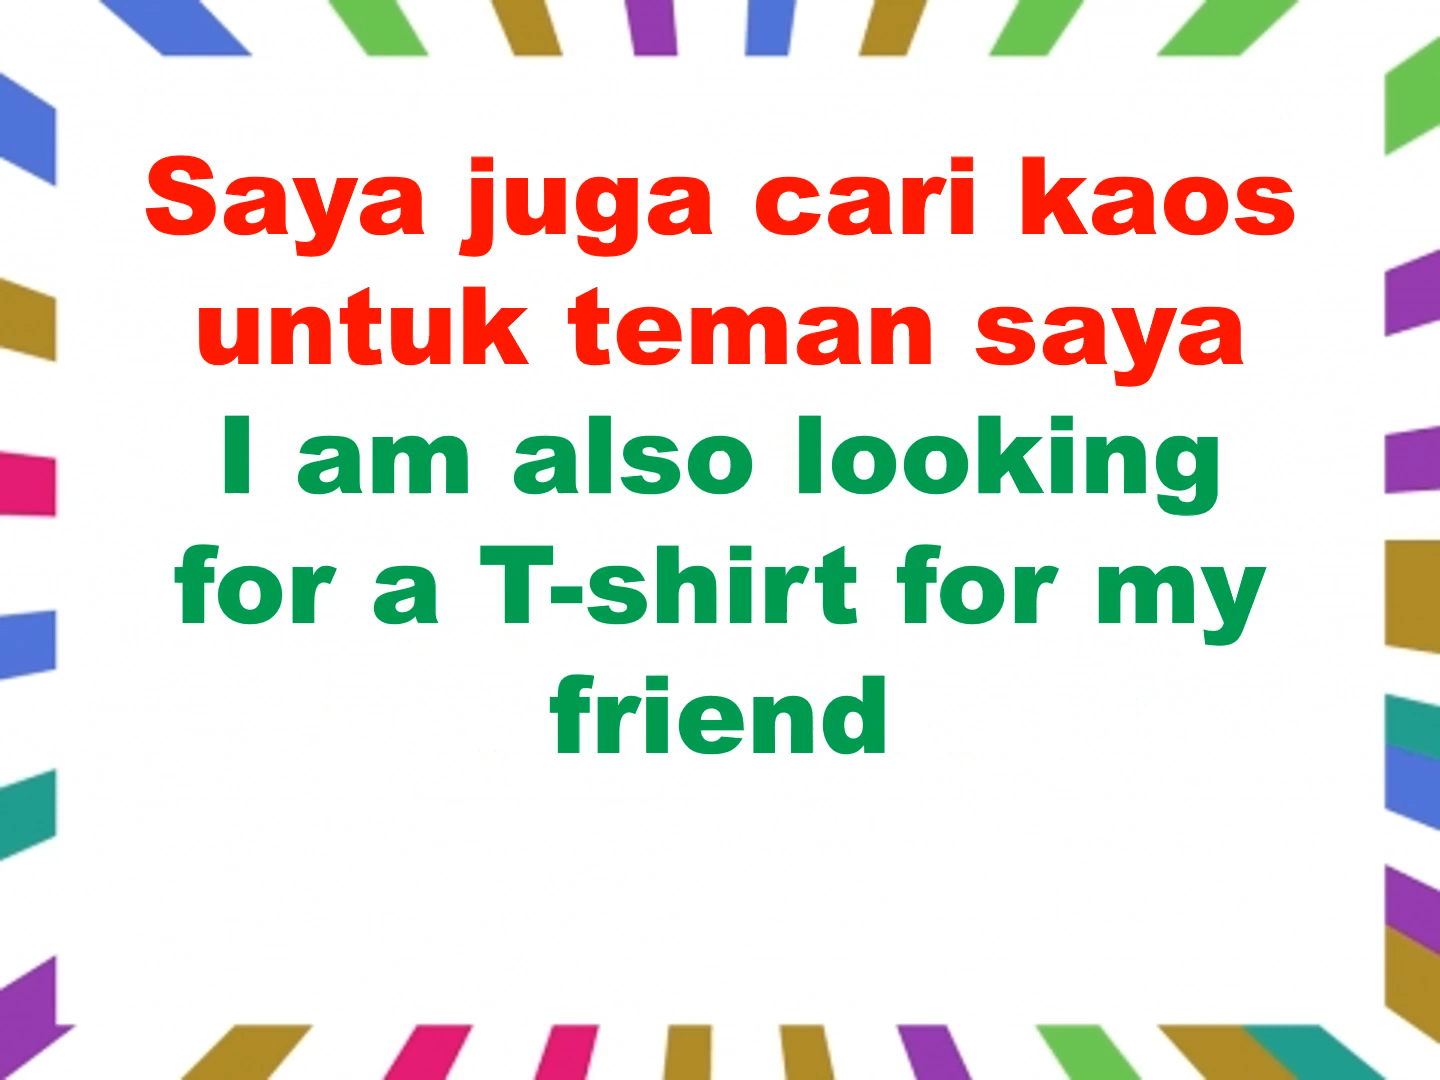 Saya juga cari kaos
untuk teman saya
I am also looking
for a T-shirt for my
friend